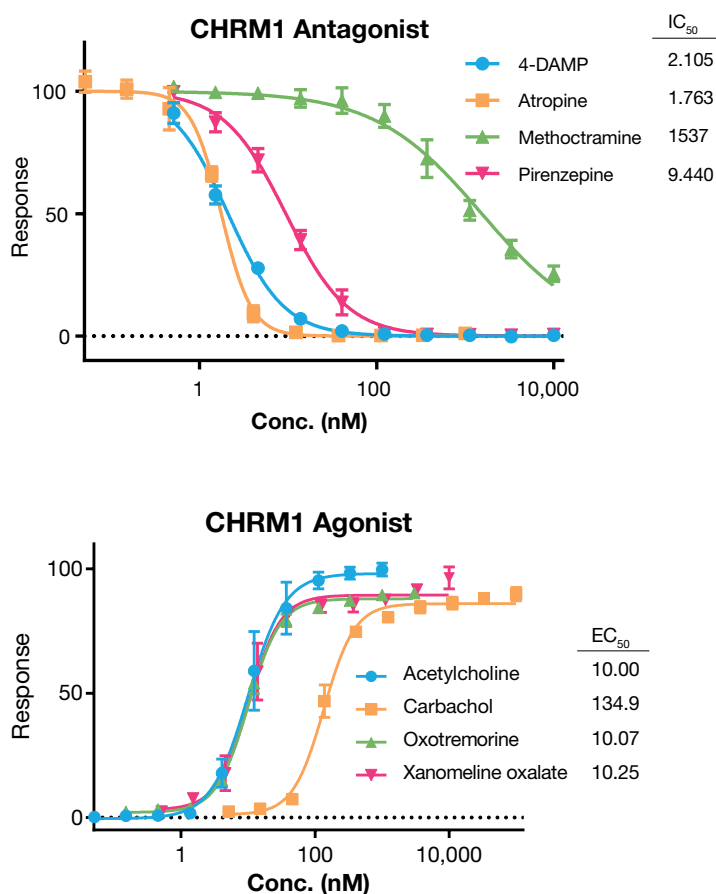 CHRM1 Antagonist
IC50
4-DAMP 2.105
Atropine 1.763
Methoctramine 1537
Pirenzepine 9.440
Response
100
50
0
1 100 10,000
Conc. (nM)
CHRM1 Agonist
Response
100
50
0
EC50
Acetylcholine 10.00
Carbachol 134.9
Oxotremorine 10.07
Xanomeline oxalate 10.25
1 100 10,000
Conc. (nM)